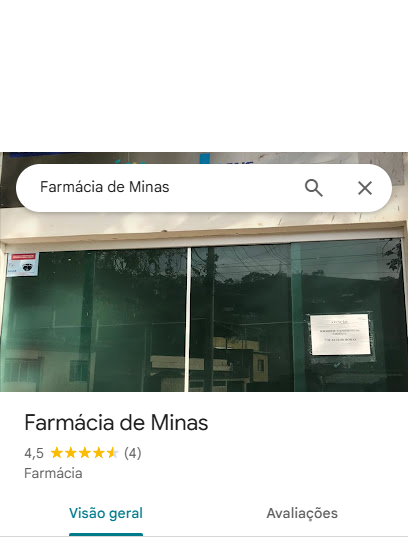 Farmácia de Minas
Farmácia de Minas
4,5 (4)
Farmácia
Visão geral
Avaliações